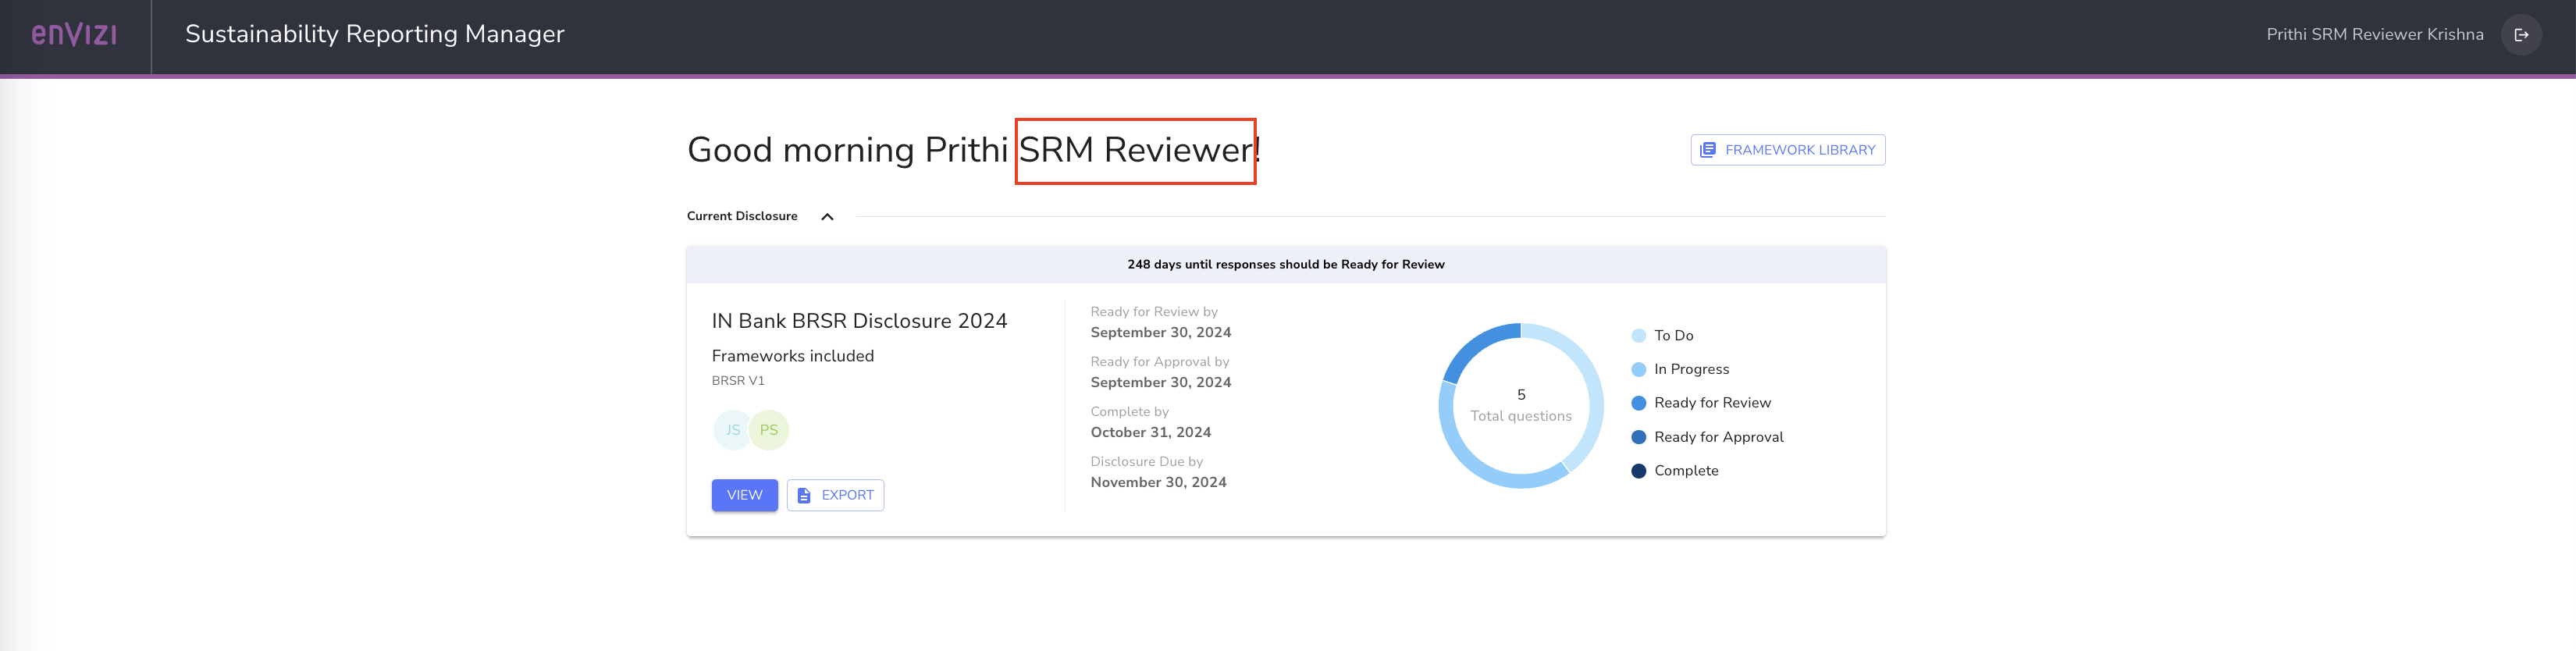 enVIZI
Sustainability Reporting Manager
Prithi SRM Reviewer Krishna
Good morning Prithi SRM Reviewer!
FRAMEWORK LIBRARY
Current Disclosure
248 days until responses should be Ready for Review
IN Bank BRSR Disclosure 2024
Frameworks included
BRSR V1
JS
PS
VIEW
EXPORT
Ready for Review by
September 30, 2024
Ready for Approval by
September 30, 2024
Complete by
October 31, 2024
Disclosure Due by
November 30, 2024
5
Total questions
To Do
In Progress
Ready for Review
Ready for Approval
Complete